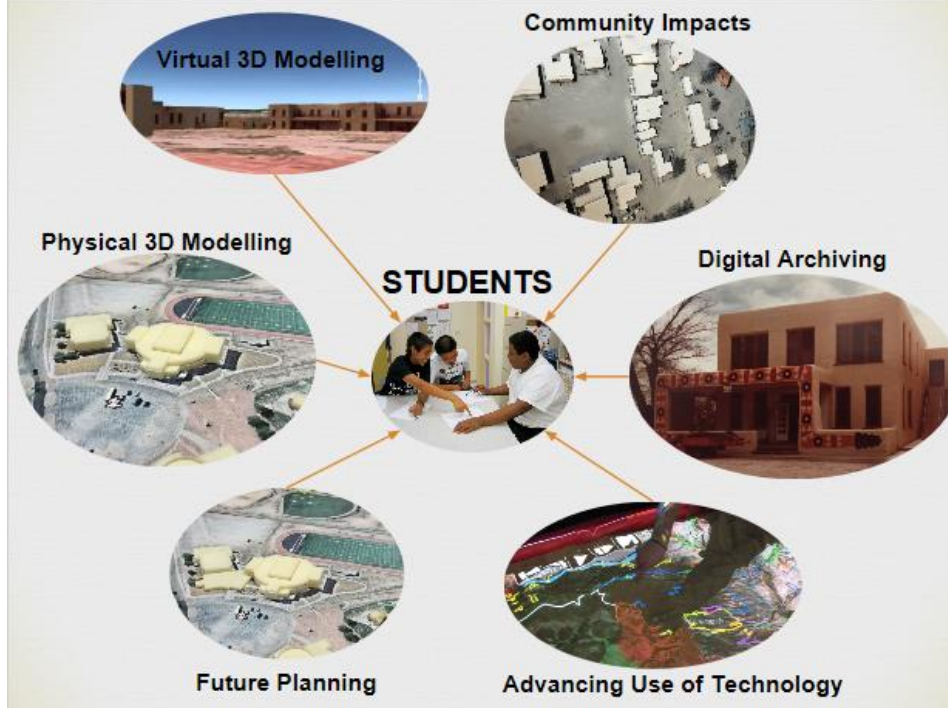 Community Impacts
Virtual 3D Modelling
Physical 3D Modelling
Digital Archiving
STUDENTS
Future Planning
Advancing Use of Technology